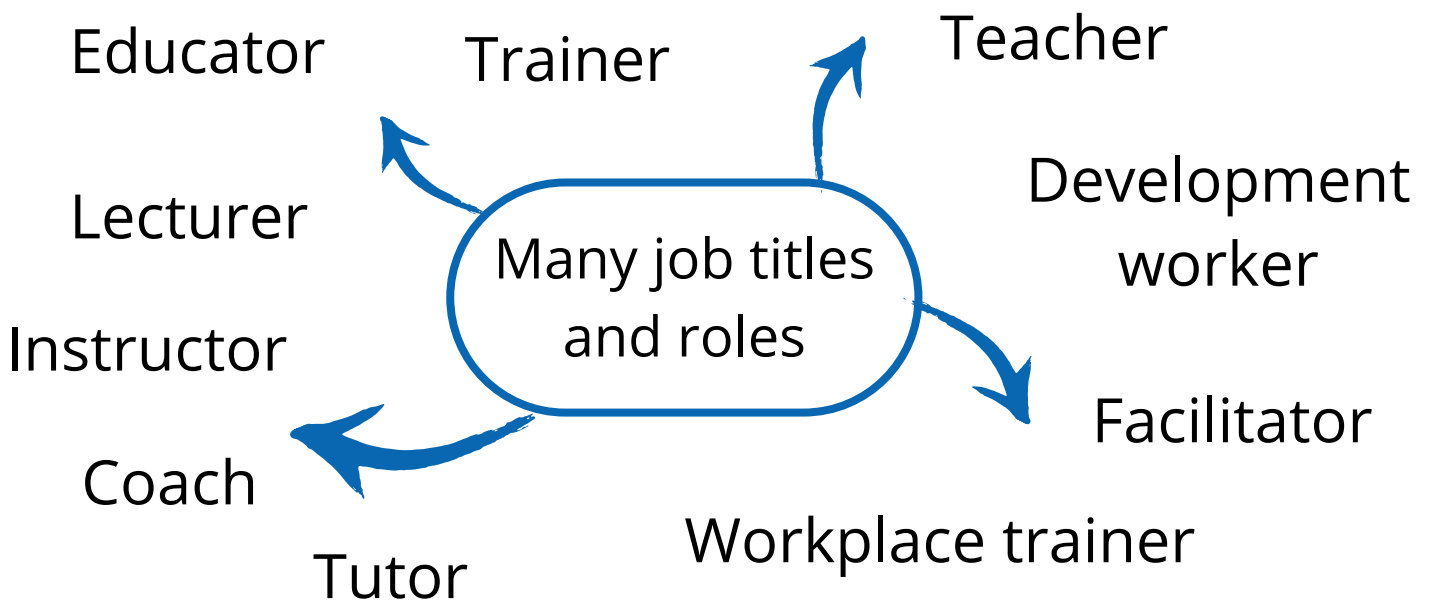 Educator
Trainer
Teacher
Lecturer
Development
worker
Many job titles
and roles
Instructor
Facilitator
Coach
Workplace trainer
Tutor